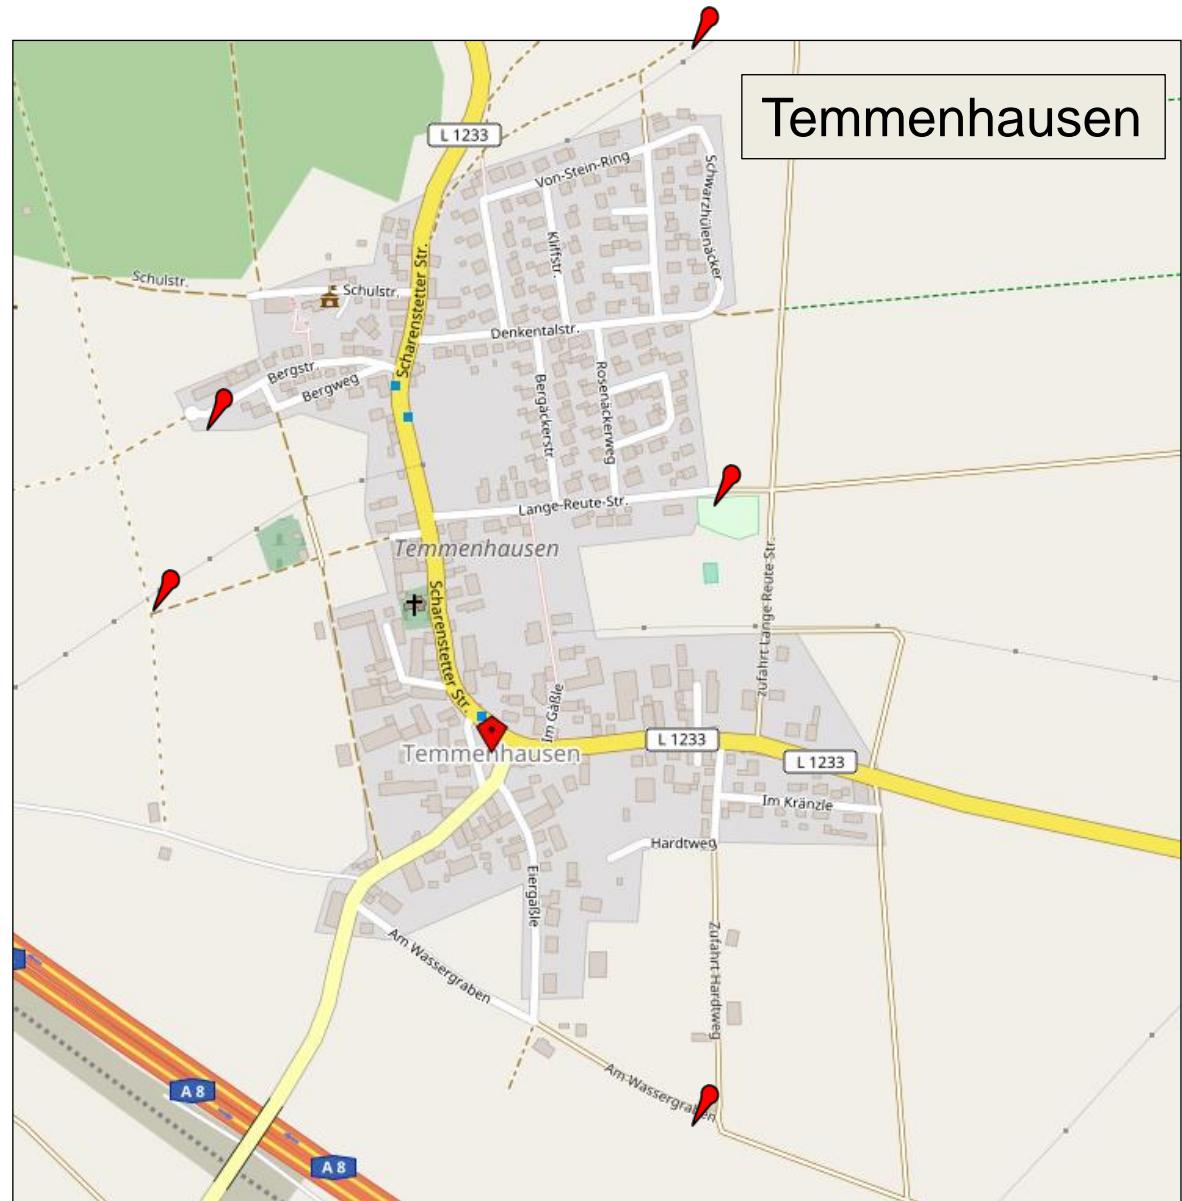 Temmenhausen
L 1233
Von-Stein-Ring
Schwarzhülenäcker
Kliffstr.
Scharenstetter Str.
Schulstr.
Schulstr.
Denkentalstr.
Bergstr.
Bergweg
Bergäckerstr.
Rosenäckerweg
Lange-Reute-Str.
Temmenhausen
zufahrt Lange Reute Str.
Scharenstetter Str.
Im Gäßle
L 1233
Temmenhausen
L 1233
Im Kränzle
Hardtweg
Eiergäßle
Am Wassergraben
Zufahrt Hardtweg
Am Wassergraben
A 8
A 8